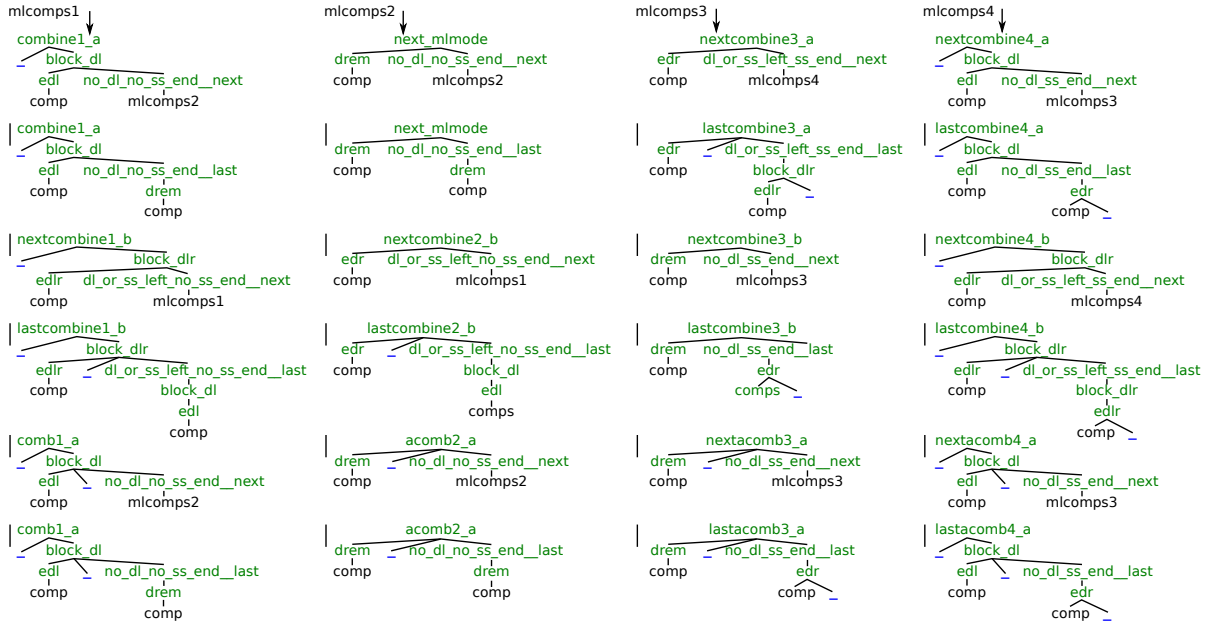 mlcomps1 mlcomps2 mlcomps3 mlcomps4
combine1_a next_mlmode nextcombine3_a nextcombine4_a
_ block_dl drem no_dl_no_ss_end__next edr dl_or_ss_left_ss_end__next _ block_dl
edl no_dl_no_ss_end__next comp mlcomps2 comp mlcomps4 edl no_dl_ss_end__next
comp mlcomps2 comp mlcomps3
| combine1_a | next_mlmode | lastcombine3_a | lastcombine4_a
_ block_dl drem no_dl_no_ss_end__last edr _ dl_or_ss_left_ss_end__last _ block_dl
edl no_dl_no_ss_end__last comp drem comp block_dlr edl no_dl_ss_end__last
comp drem comp edlr _ comp edr
comp comp comp _
| nextcombine1_b | nextcombine2_b | nextcombine3_b | nextcombine4_b
_ block_dlr edr dl_or_ss_left_no_ss_end__next drem no_dl_ss_end__next _ block_dlr
edlr dl_or_ss_left_no_ss_end__next comp mlcomps1 comp mlcomps3 edlr dl_or_ss_left_ss_end__next
comp mlcomps1 comp mlcomps4
| lastcombine1_b | lastcombine2_b | lastcombine3_b | lastcombine4_b
_ block_dlr edr _ dl_or_ss_left_no_ss_end__last drem no_dl_ss_end__last _ block_dlr
edlr _ dl_or_ss_left_no_ss_end__last comp block_dl comp edr edlr _ dl_or_ss_left_ss_end__last
comp block_dl edl comps _ comp block_dlr
edl comps edlr
comp comp _
| comb1_a | acomb2_a | nextacomb3_a | nextacomb4_a
_ block_dl drem _ no_dl_no_ss_end__next drem _ no_dl_ss_end__next _ block_dl
edl _ no_dl_no_ss_end__next comp mlcomps2 comp mlcomps3 edl _ no_dl_ss_end__next
comp mlcomps2 comp mlcomps3
| comb1_a | acomb2_a | lastacomb3_a | lastacomb4_a
_ block_dl drem _ no_dl_no_ss_end__last drem _ no_dl_ss_end__last _ block_dl
edl _ no_dl_no_ss_end__last comp drem comp edr edl _ no_dl_ss_end__last
comp drem comp comp _ comp edr
comp comp _